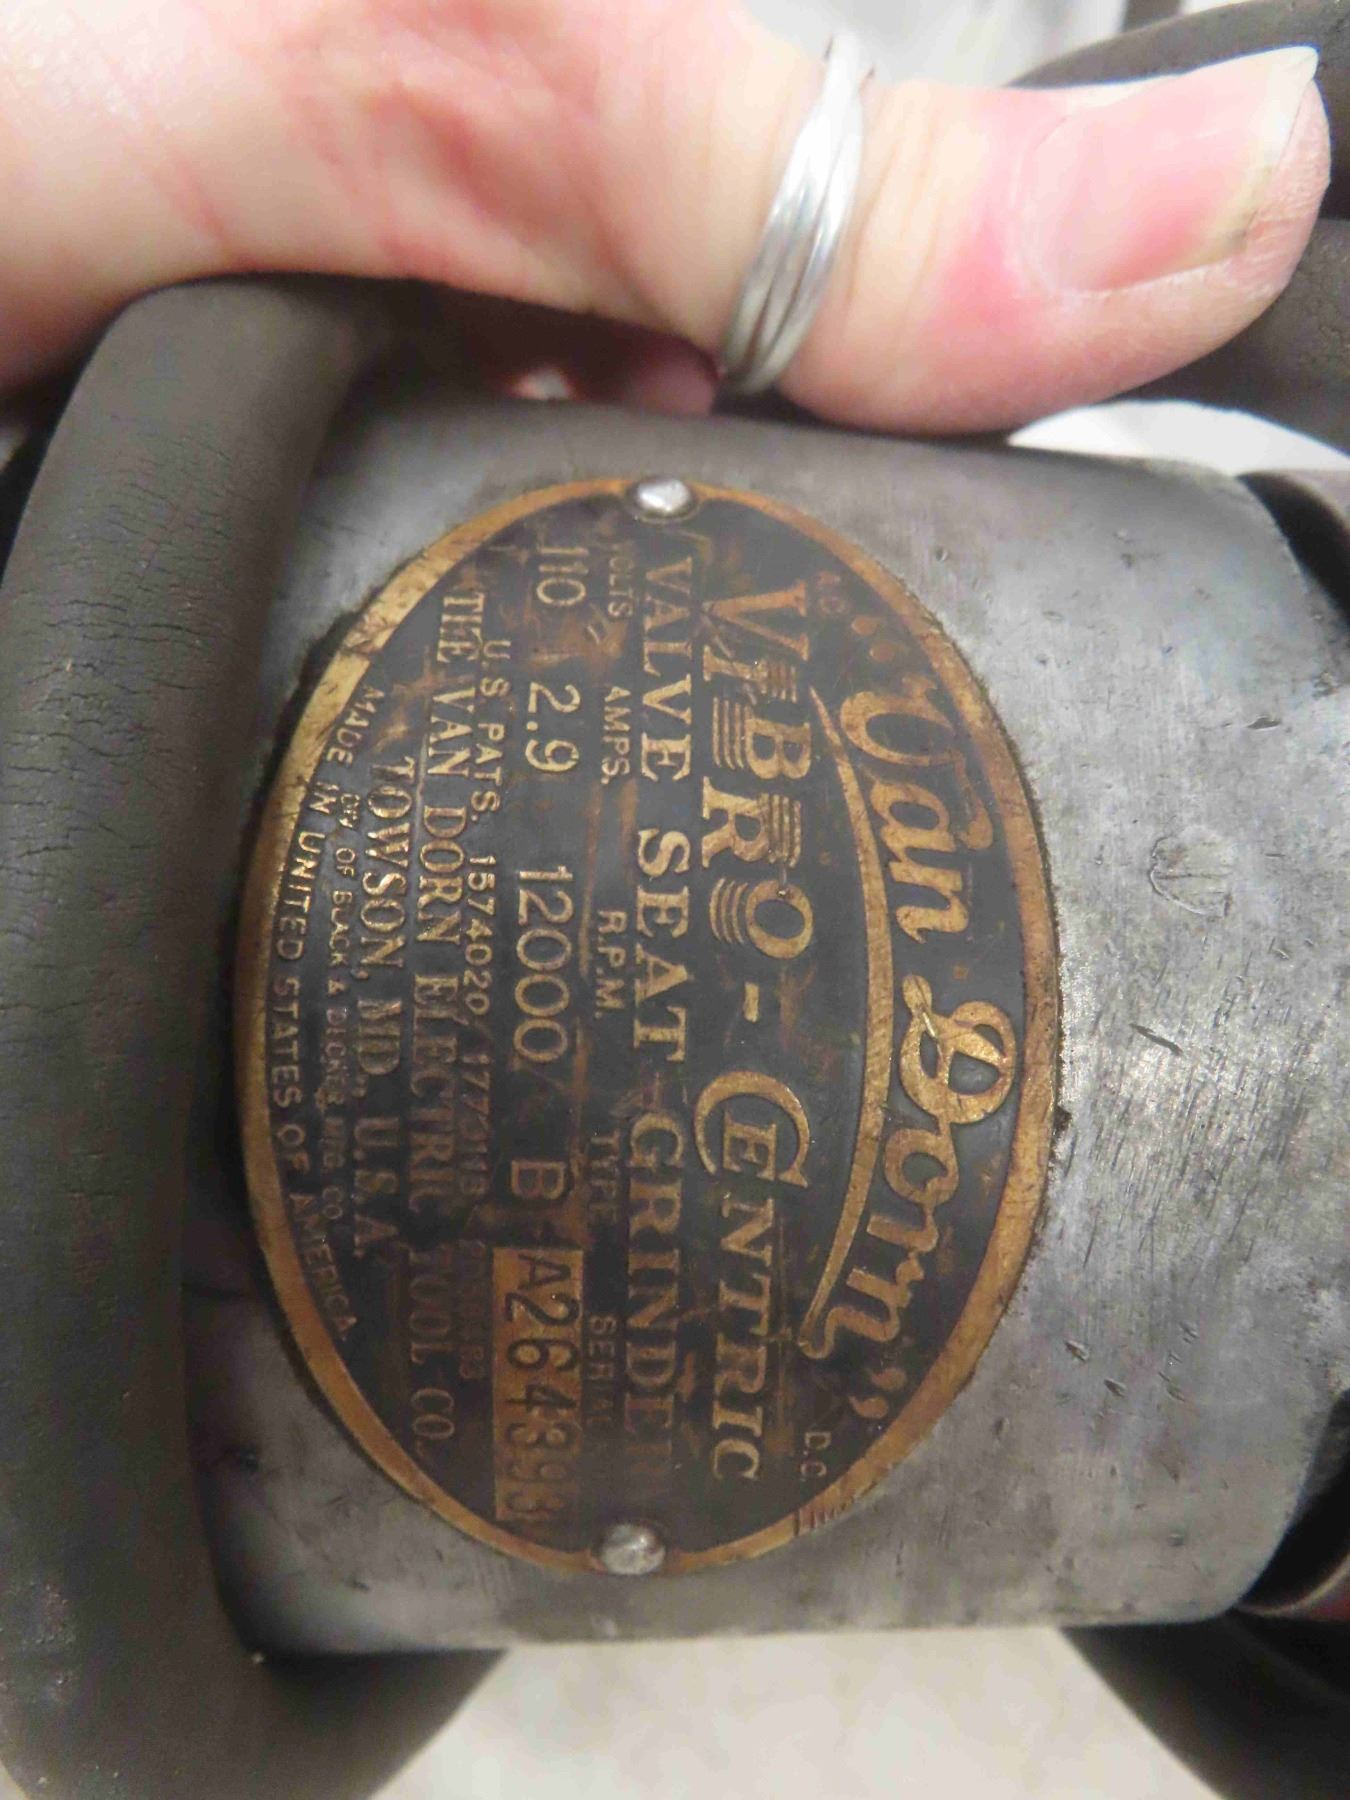 "Van Dorn"
A.C. D.C.
VIBRO-CENTRIC
VALVE SEAT GRINDER
VOLTS AMPS. R.P.M. TYPE SERIAL
110 2.9 12000 B A264393
U.S. PATS. 1574020
THE VAN DORN ELECTRIC TOOL CO.
TOWSON, MD., U.S.A.
DIV. OF BLACK & DECKER MFG. CO.
MADE IN UNITED STATES OF AMERICA